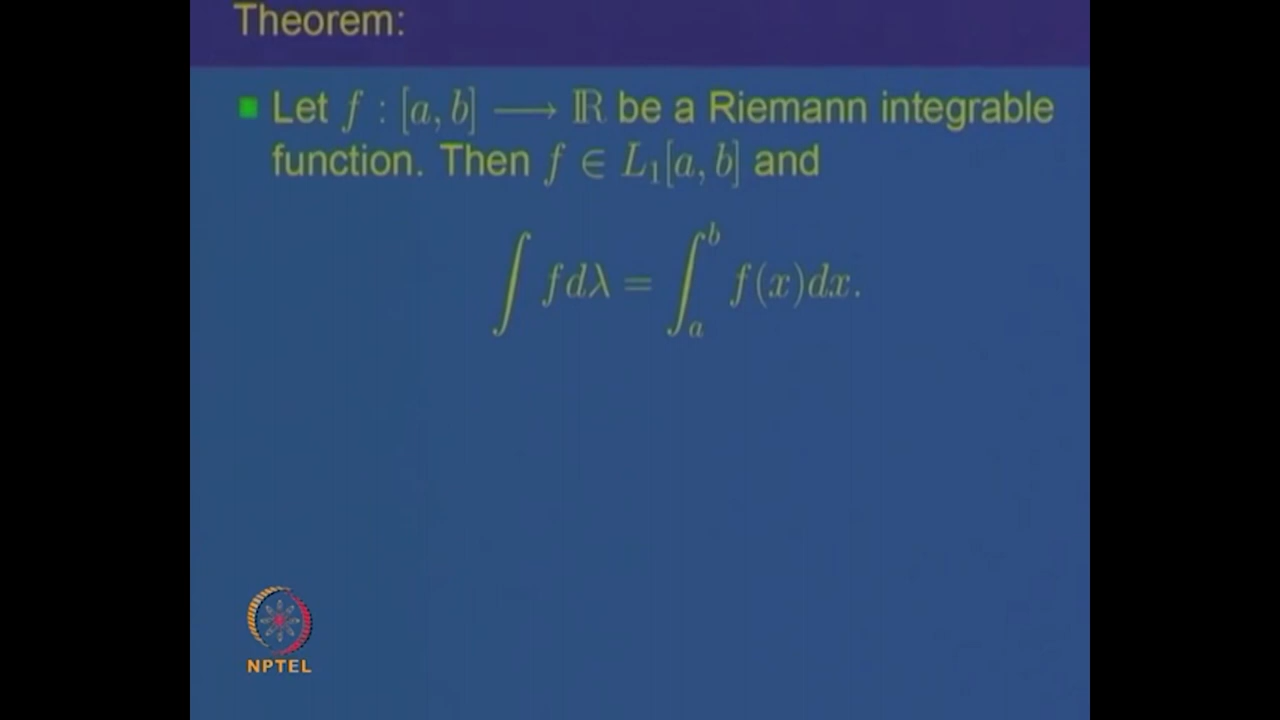 Theorem:
Let f : [a, b] ⟶ ℝ be a Riemann integrable
function. Then f ∈ L₁[a, b] and
∫ f dλ = ∫ₐᵇ f(x)dx.
NPTEL